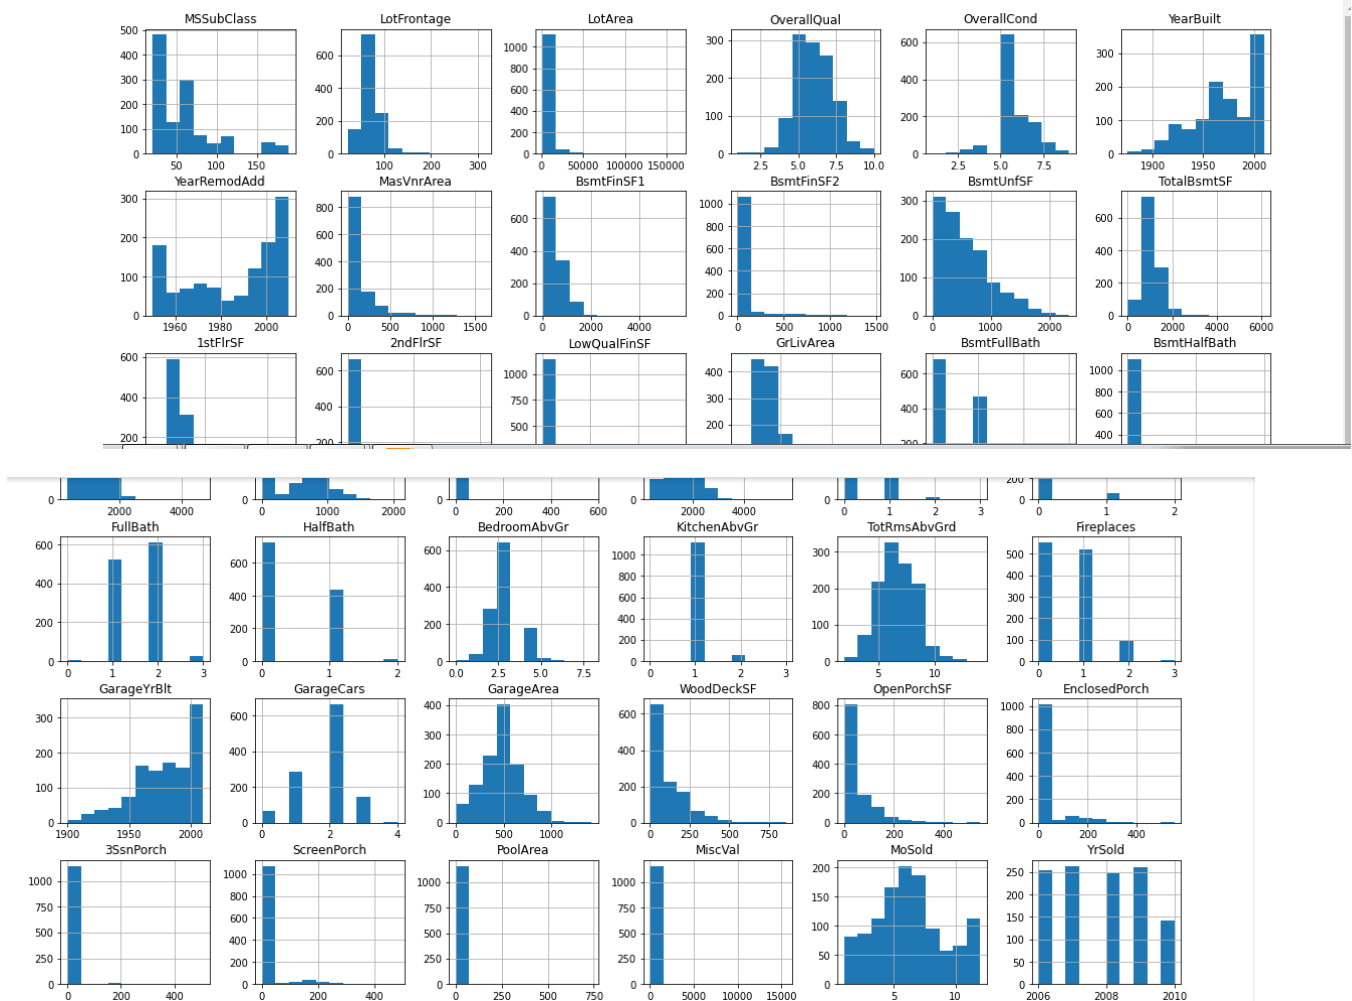 MSSubClass LotFrontage LotArea OverallQual OverallCond YearBuilt
500 400 300 200 100 0
600 400 200 0
1000 800 600 400 200 0
300 200 100 0
600 400 200 0
300 200 100 0
50 100 150
100 200 300
0 50000 100000 150000
2.5 5.0 7.5 10.0
2.5 5.0 7.5
1900 1950 2000
YearRemodAdd MasVnrArea BsmtFinSF1 BsmtFinSF2 BsmtUnfSF TotalBsmtSF
300 200 100 0
800 600 400 200 0
600 400 200 0
1000 800 600 400 200 0
300 200 100 0
600 400 200 0
1960 1980 2000
0 500 1000 1500
0 2000 4000
0 500 1000 1500
0 1000 2000
0 2000 4000 6000
1stFlrSF 2ndFlrSF LowQualFinSF GrLivArea BsmtFullBath BsmtHalfBath
600 400 200
600 400 200
1000 750 500
400 300 200
600 400 200
1000 800 600 400
0 0 0 0 0 200 0
2000 4000
0 1000 2000
0 200 400 600
2000 4000
0 1 2 3
0 1 2
FullBath HalfBath BedroomAbvGr KitchenAbvGr TotRmsAbvGrd Fireplaces
600 400 200 0
600 400 200 0
600 400 200 0
1000 800 600 400 200 0
300 200 100 0
500 400 300 200 100 0
0 1 2 3
0 1 2
0.0 2.5 5.0 7.5
0 1 2 3
5 10
0 1 2 3
GarageYrBlt GarageCars GarageArea WoodDeckSF OpenPorchSF EnclosedPorch
300 200 100 0
600 400 200 0
400 300 200 100 0
600 400 200 0
800 600 400 200 0
1000 800 600 400 200 0
1900 1950 2000
0 2 4
0 500 1000
0 250 500 750
0 200 400
0 200 400
3SsnPorch ScreenPorch PoolArea MiscVal MoSold YrSold
1000 750 500 250 0
1000 800 600 400 200 0
1000 750 500 250 0
1000 750 500 250 0
200 150 100 50 0
250 200 150 100 50 0
0 200 400
0 200 400
0 250 500 750
0 5000 10000 15000
5 10
2006 2008 2010